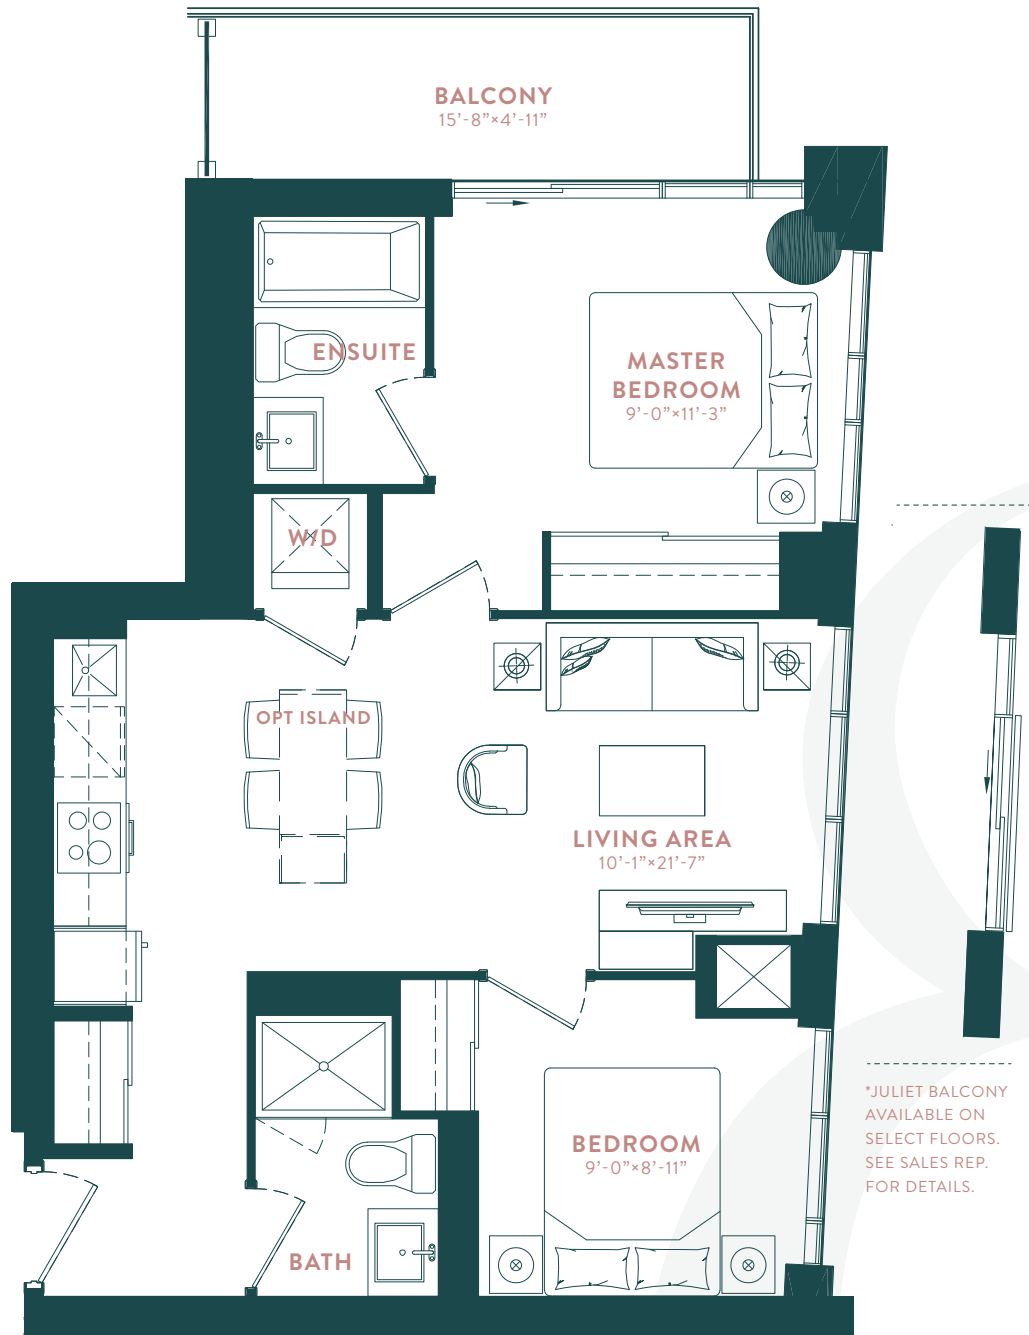 BALCONY
15’-8”×4’-11”
ENSUITE
MASTER
BEDROOM
9’-0”×11’-3”
W/D
OPT ISLAND
LIVING AREA
10’-1”×21’-7”
*JULIET BALCONY
AVAILABLE ON
SELECT FLOORS.
SEE SALES REP.
FOR DETAILS.
BEDROOM
9’-0”×8’-11”
BATH